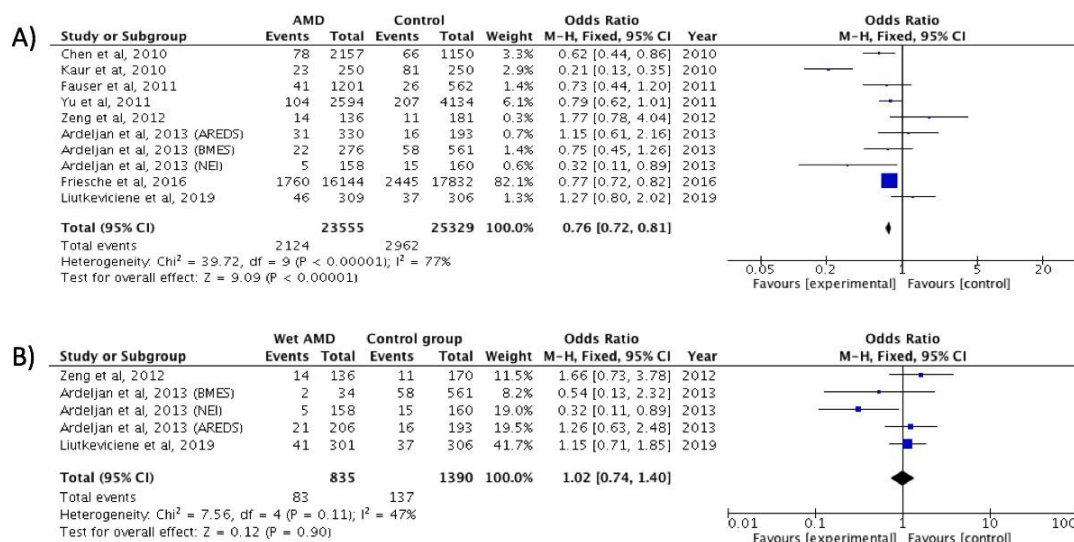 A)
AMD Control Odds Ratio Odds Ratio
Study or Subgroup Events Total Events Total Weight M-H, Fixed, 95% CI Year M-H, Fixed, 95% CI
Chen et al, 2010 78 2157 66 1150 3.3% 0.62 [0.44, 0.86] 2010
Kaur et al, 2010 23 250 81 250 2.9% 0.21 [0.13, 0.35] 2010
Fauser et al, 2011 41 1201 26 562 1.4% 0.73 [0.44, 1.20] 2011
Yu et al, 2011 104 2594 207 4134 6.1% 0.79 [0.62, 1.01] 2011
Zeng et al, 2012 14 136 11 181 0.3% 1.77 [0.78, 4.04] 2012
Ardeljan et al, 2013 (AREDS) 31 330 16 193 0.7% 1.15 [0.61, 2.16] 2013
Ardeljan et al, 2013 (BMES) 22 276 58 561 1.4% 0.75 [0.45, 1.26] 2013
Ardeljan et al, 2013 (NEI) 5 158 15 160 0.6% 0.32 [0.11, 0.89] 2013
Friesche et al, 2016 1760 16144 2445 17832 82.1% 0.77 [0.72, 0.82] 2016
Liutkeviciene et al, 2019 46 309 37 306 1.3% 1.27 [0.80, 2.02] 2019
Total (95% CI) 23555 25329 100.0% 0.76 [0.72, 0.81]
Total events 2124 2962
Heterogeneity: Chi² = 39.72, df = 9 (P < 0.00001); I² = 77%
Test for overall effect: Z = 9.09 (P < 0.00001)
0.05 0.2 1 5 20
Favours [experimental] Favours [control]
B)
Wet AMD Control group Odds Ratio Odds Ratio
Study or Subgroup Events Total Events Total Weight M-H, Fixed, 95% CI Year M-H, Fixed, 95% CI
Zeng et al. 2012 14 136 11 170 11.5% 1.66 [0.73, 3.78] 2012
Ardeljan et al, 2013 (BMES) 2 34 58 561 8.2% 0.54 [0.13, 2.32] 2013
Ardeljan et al, 2013 (NEI) 5 158 15 160 19.0% 0.32 [0.11, 0.89] 2013
Ardeljan et al, 2013 (AREDS) 21 206 16 193 19.5% 1.26 [0.63, 2.48] 2013
Liutkeviciene et al, 2019 41 301 37 306 41.7% 1.15 [0.71, 1.85] 2019
Total (95% CI) 835 1390 100.0% 1.02 [0.74, 1.40]
Total events 83 137
Heterogeneity: Chi² = 7.56, df = 4 (P = 0.11); I² = 47%
Test for overall effect: Z = 0.12 (P = 0.90)
0.01 0.1 1 10 100
Favours [experimental] Favours [control]